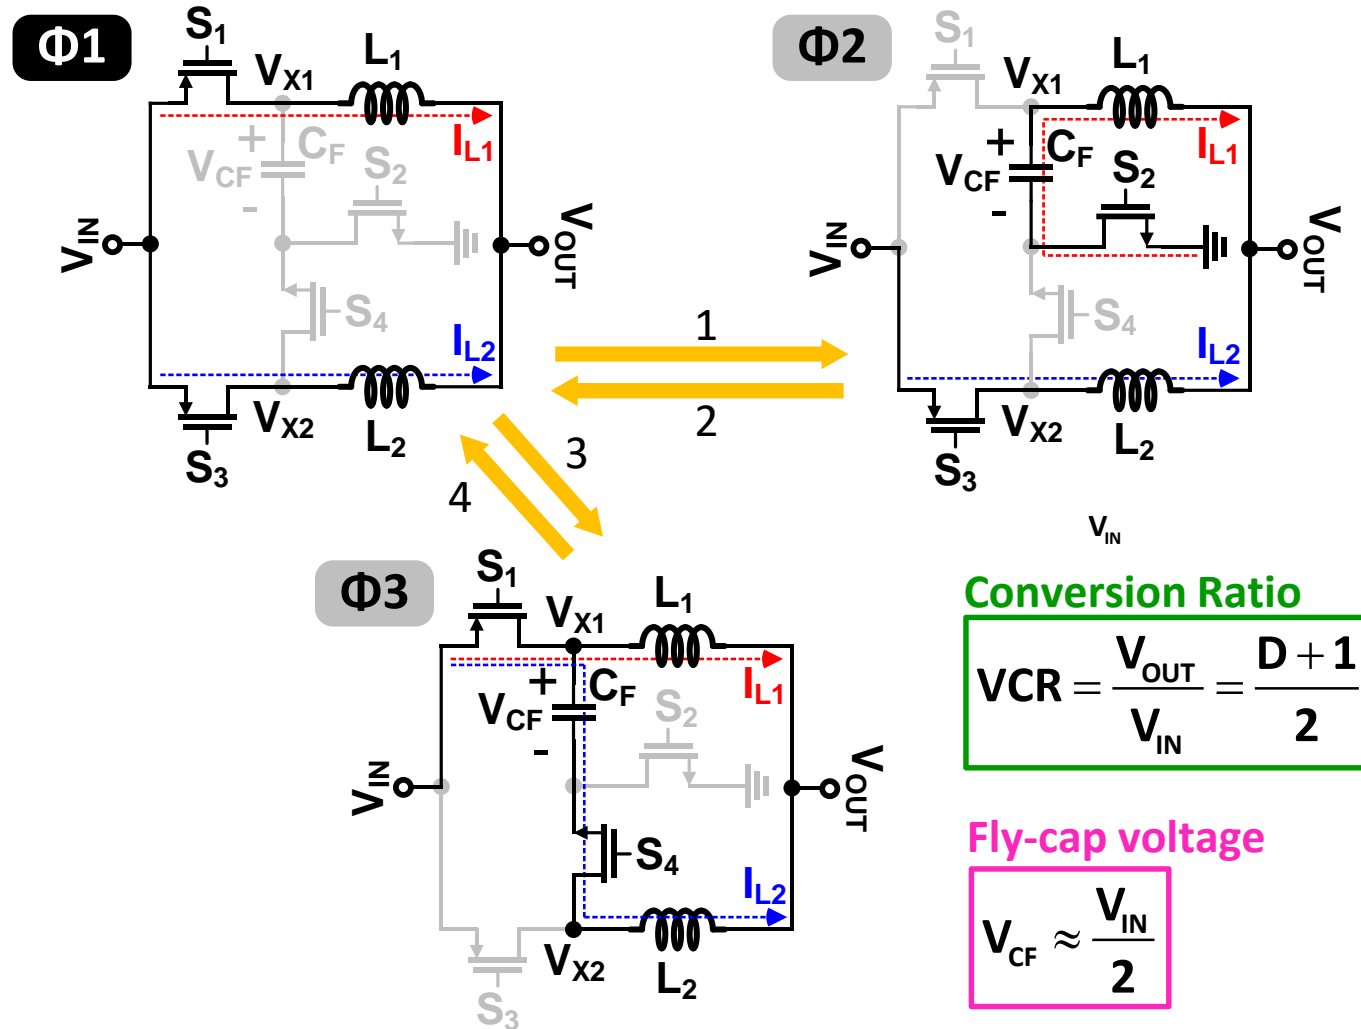 Φ1
S1
VX1
L1
IL1
+
CF
VCF
-
S2
VIN
VOUT
S4
IL2
VX2
L2
S3
Φ2
S1
VX1
L1
IL1
+
CF
VCF
-
S2
VIN
VOUT
S4
IL2
VX2
L2
S3
1
2
3
4
Φ3
S1
VX1
L1
IL1
+
CF
VCF
-
S2
VIN
VOUT
S4
IL2
VX2
L2
S3
VIN
Conversion Ratio
VCR = VOUT / VIN = D + 1 / 2
Fly-cap voltage
VCF ≈ VIN / 2